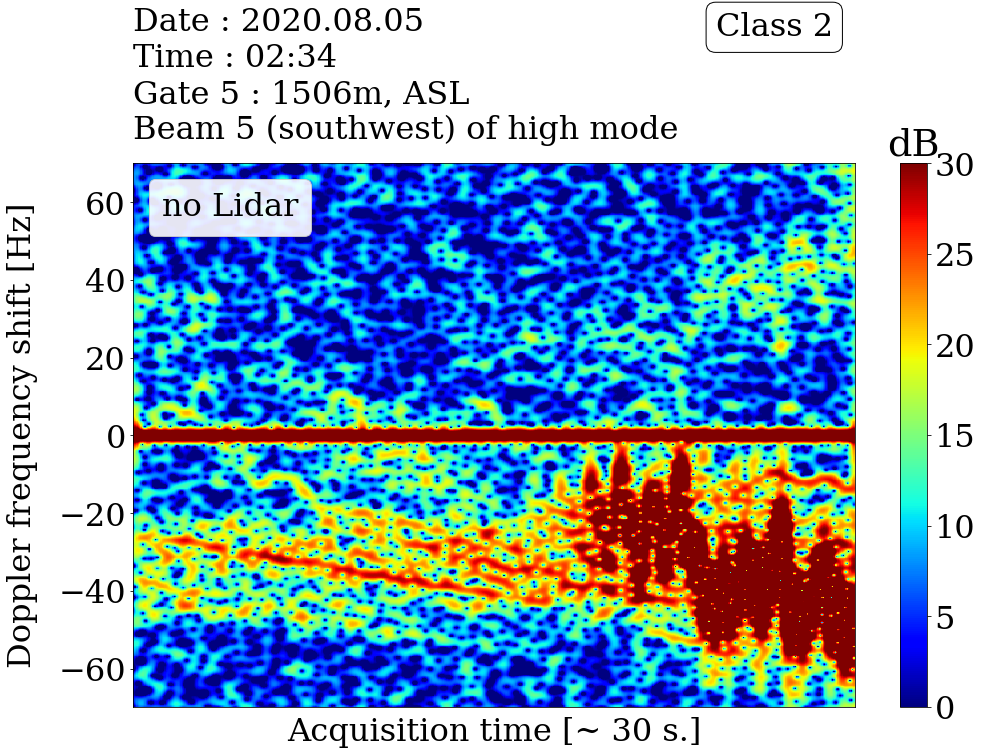 Date : 2020.08.05
Time : 02:34
Gate 5 : 1506m, ASL
Beam 5 (southwest) of high mode
Class 2
dB
no Lidar
Doppler frequency shift [Hz]
60
40
20
0
−20
−40
−60
30
25
20
15
10
5
0
Acquisition time [~ 30 s.]